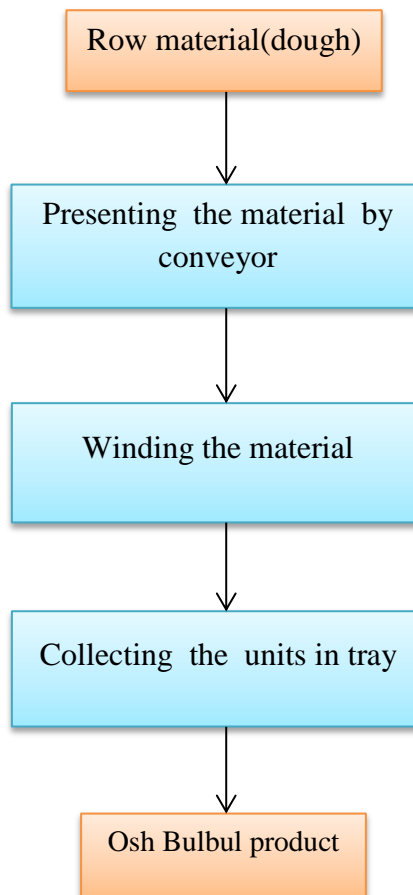 Row material(dough)
Presenting the material by
conveyor
Winding the material
Collecting the units in tray
Osh Bulbul product